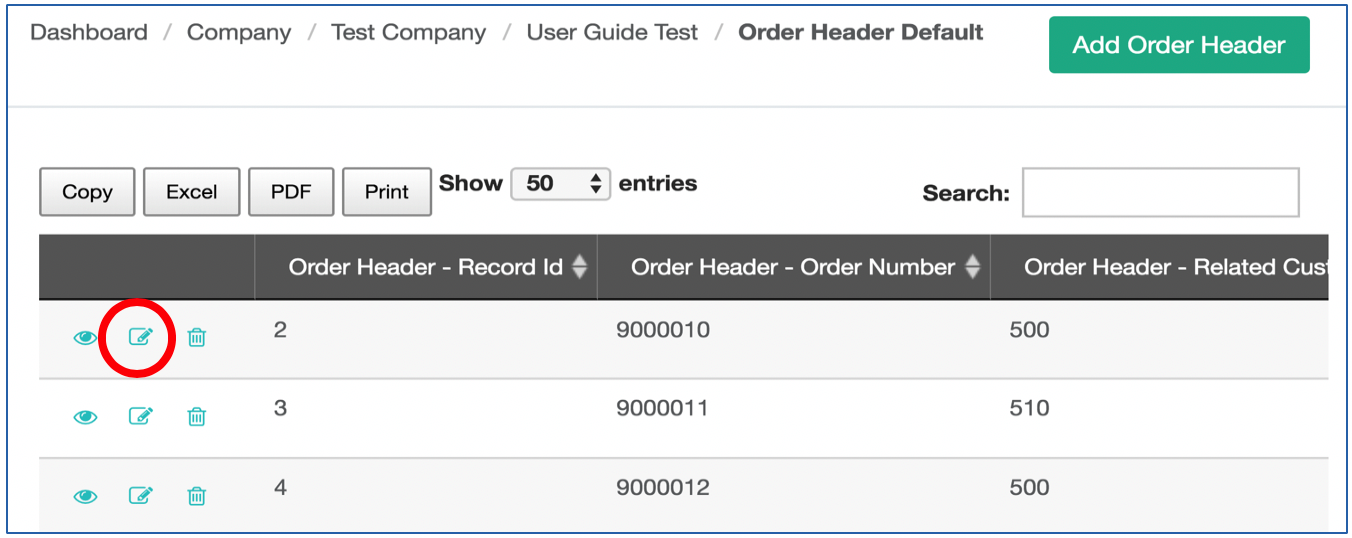 Dashboard / Company / Test Company / User Guide Test / Order Header Default
Add Order Header
Copy Excel PDF Print Show 50 entries
Search:
Order Header - Record Id Order Header - Order Number Order Header - Related Cust
2 9000010 500
3 9000011 510
4 9000012 500